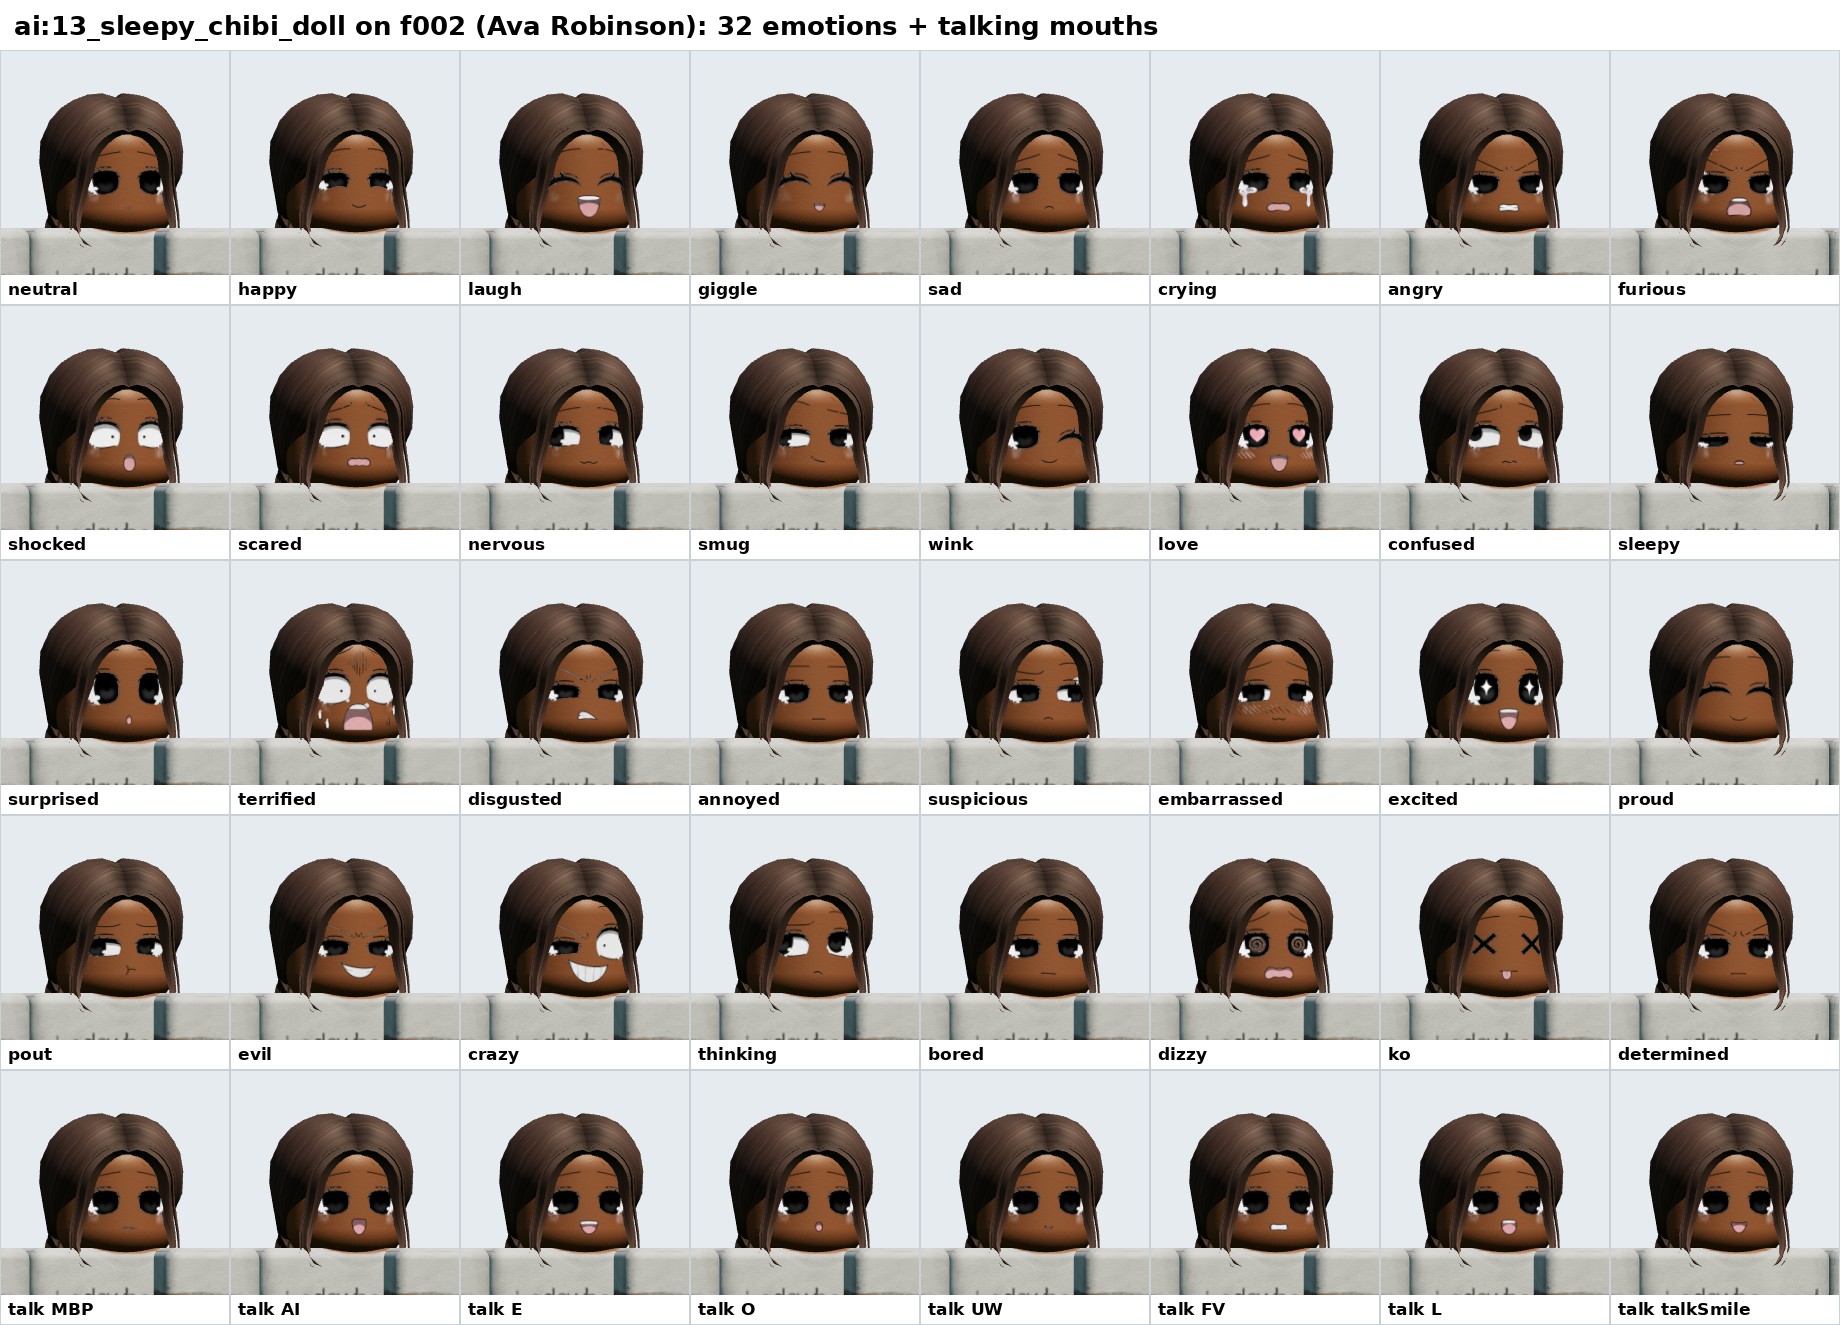 ai:13_sleepy_chibi_doll on f002 (Ava Robinson): 32 emotions + talking mouths
neutral happy laugh giggle sad crying angry furious
shocked scared nervous smug wink love confused sleepy
surprised terrified disgusted annoyed suspicious embarrassed excited proud
pout evil crazy thinking bored dizzy ko determined
talk MBP talk AI talk E talk O talk UW talk FV talk L talk talkSmile